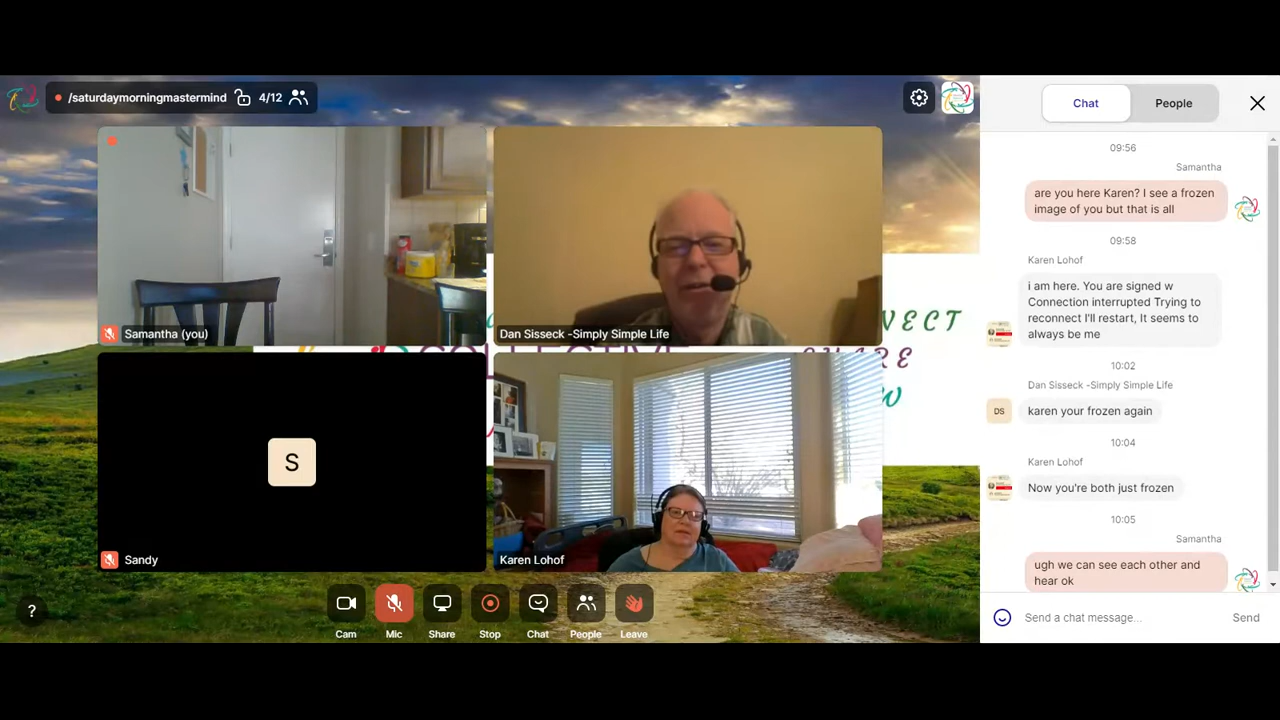 /saturdaymorningmastermind 4/12
Samantha (you)
Dan Sisseck -Simply Simple Life
S
Sandy
Karen Lohof
NECT
Cam
Mic
Share
Stop
Chat
People
Leave
?
Chat
People
09:56
Samantha
are you here Karen? I see a frozen
image of you but that is all
09:58
Karen Lohof
i am here. You are signed w
Connection interrupted Trying to
reconnect I'll restart, It seems to
always be me
10:02
Dan Sisseck -Simply Simple Life
DS
karen your frozen again
10:04
Karen Lohof
Now you're both just frozen
10:05
Samantha
ugh we can see each other and
hear ok
Send a chat message...
Send